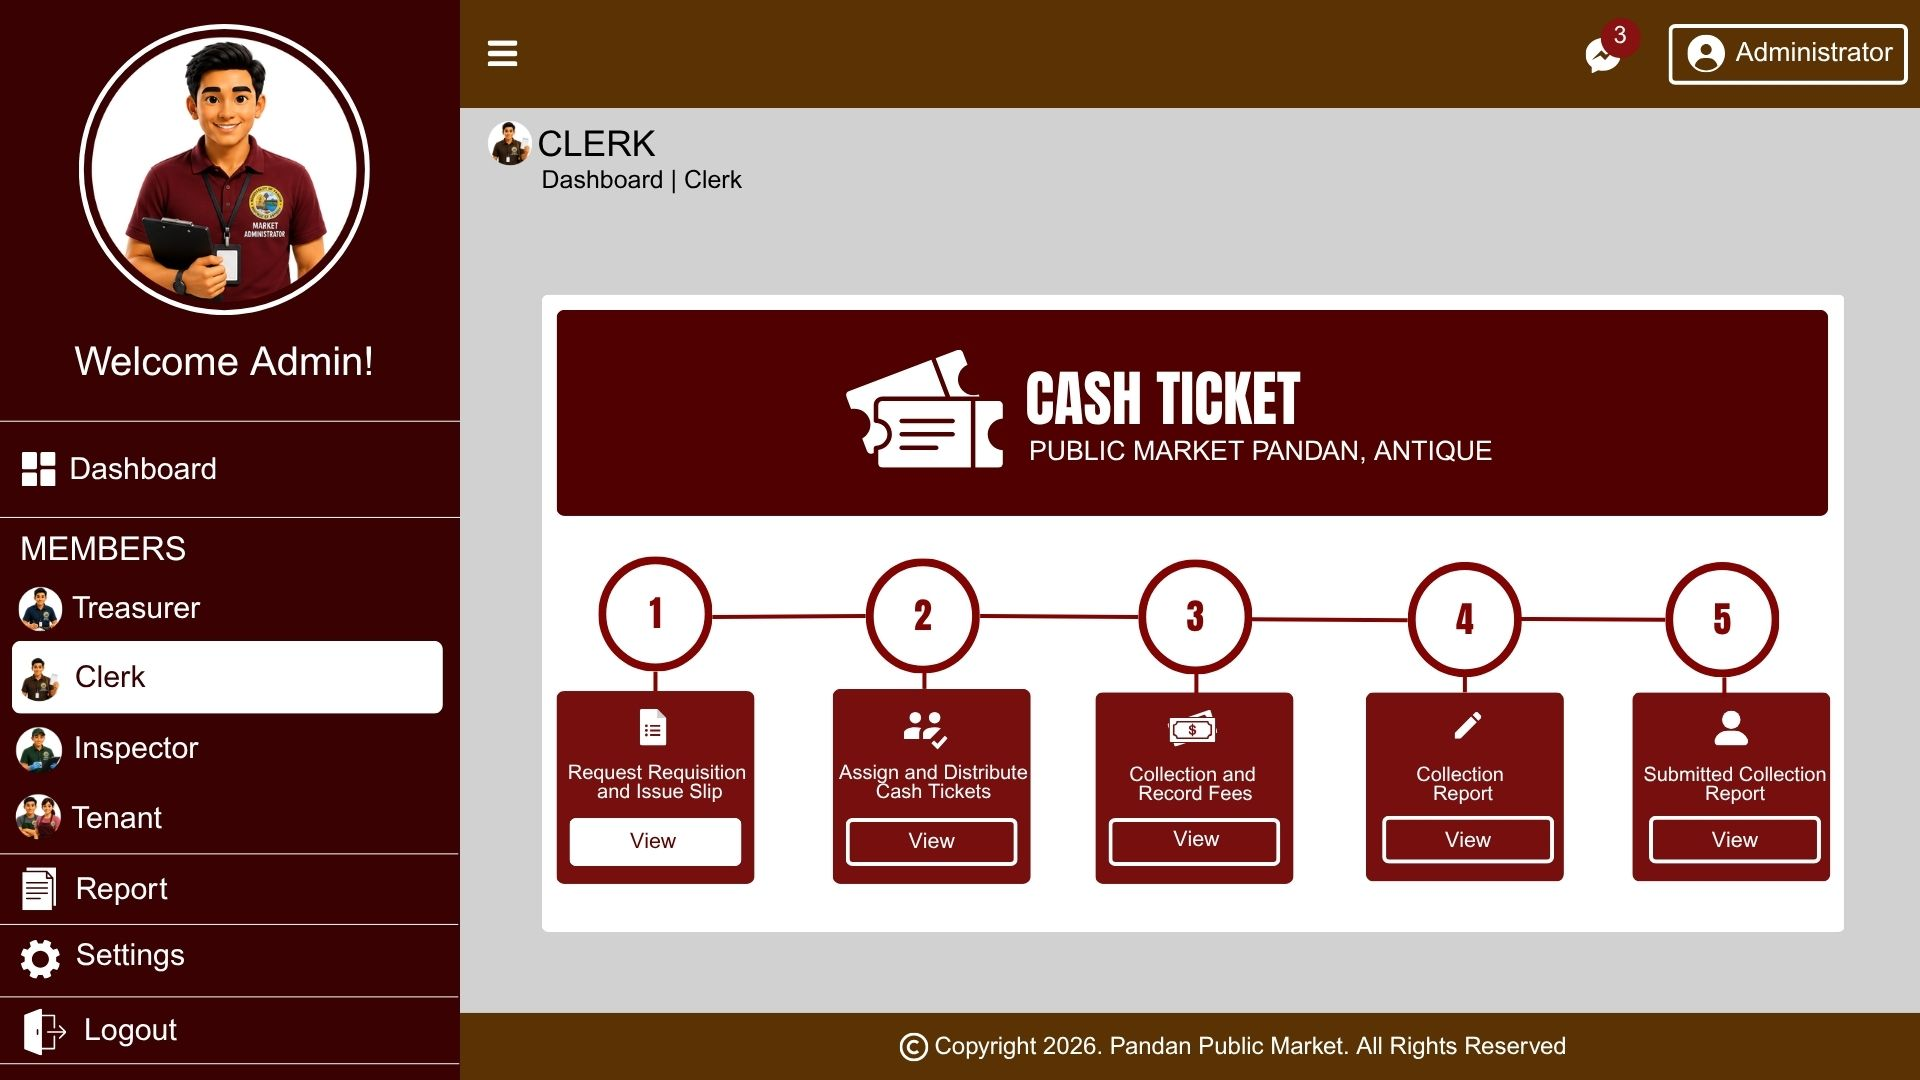 3
Administrator
MARKET
ADMINISTRATOR
Welcome Admin!
Dashboard
MEMBERS
Treasurer
Clerk
Inspector
Tenant
Report
Settings
Logout
CLERK
Dashboard | Clerk
CASH TICKET
PUBLIC MARKET PANDAN, ANTIQUE
1
2
3
4
5
Request Requisition
and Issue Slip
View
Assign and Distribute
Cash Tickets
View
Collection and
Record Fees
View
Collection
Report
View
Submitted Collection
Report
View
© Copyright 2026. Pandan Public Market. All Rights Reserved